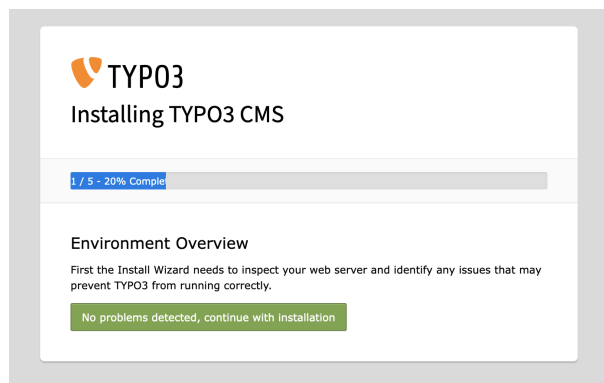 TYPO3
Installing TYPO3 CMS
1 / 5 - 20% Complet
Environment Overview
First the Install Wizard needs to inspect your web server and identify any issues that may
prevent TYPO3 from running correctly.
No problems detected, continue with installation